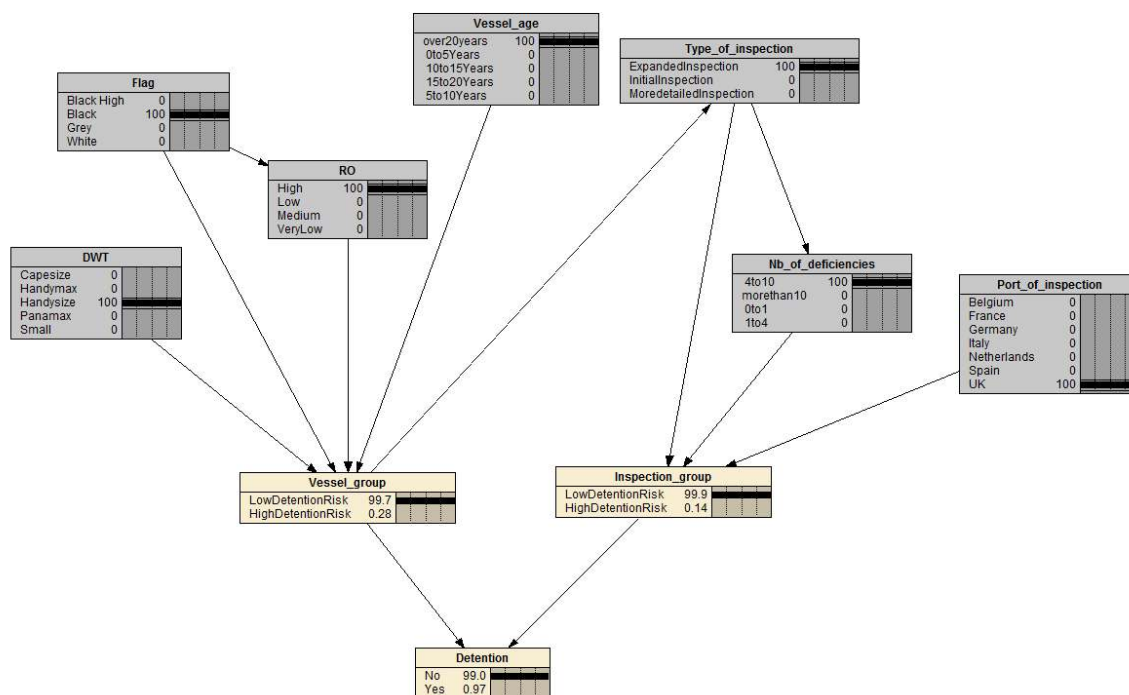 Vessel_age
over20years 100
0to5Years 0
10to15Years 0
15to20Years 0
5to10Years 0
Type_of_inspection
ExpandedInspection 100
InitialInspection 0
MoredetailedInspection 0
Flag
Black High 0
Black 100
Grey 0
White 0
RO
High 100
Low 0
Medium 0
VeryLow 0
DWT
Capesize 0
Handymax 0
Handysize 100
Panamax 0
Small 0
Nb_of_deficiencies
4to10 100
morethan10 0
0to1 0
1to4 0
Port_of_inspection
Belgium 0
France 0
Germany 0
Italy 0
Netherlands 0
Spain 0
UK 100
Vessel_group
LowDetentionRisk 99.7
HighDetentionRisk 0.28
Inspection_group
LowDetentionRisk 99.9
HighDetentionRisk 0.14
Detention
No 99.0
Yes 0.97